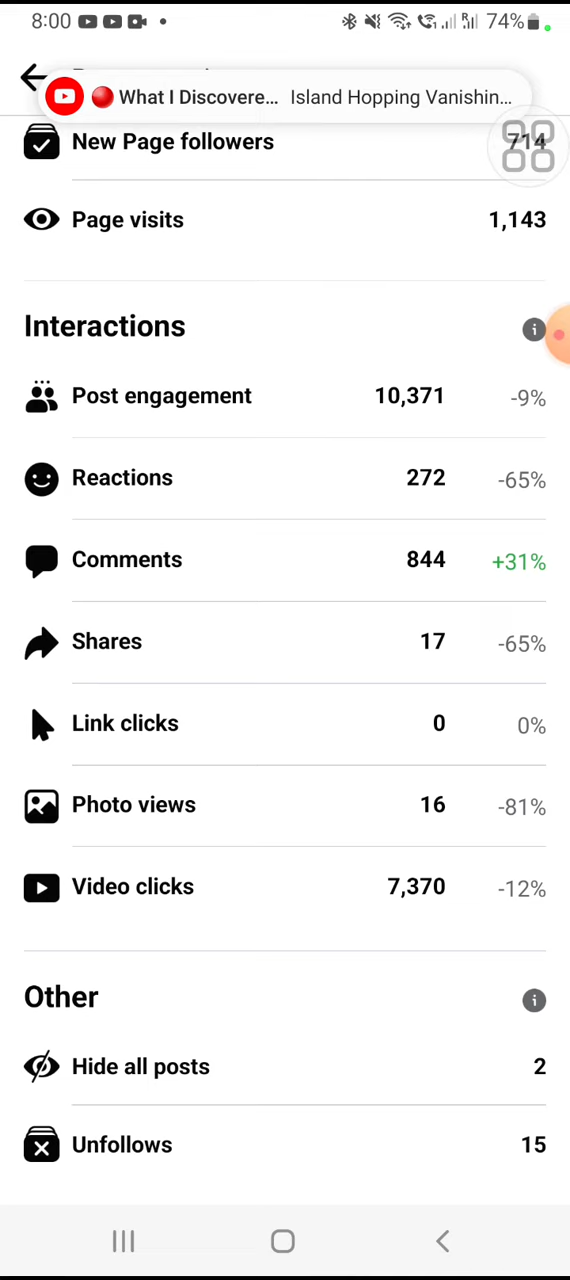 8:00 74%
What I Discovere... Island Hopping Vanishin...
New Page followers 714
Page visits 1,143
Interactions
Post engagement 10,371 -9%
Reactions 272 -65%
Comments 844 +31%
Shares 17 -65%
Link clicks 0 0%
Photo views 16 -81%
Video clicks 7,370 -12%
Other
Hide all posts 2
Unfollows 15